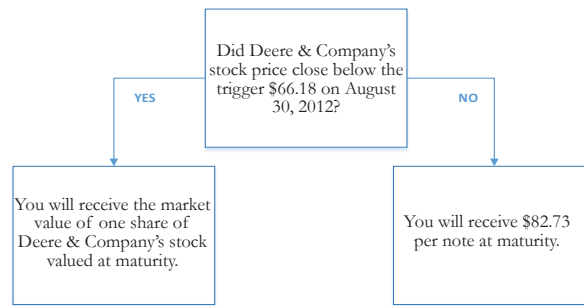 Did Deere & Company’s
stock price close below the
trigger $66.18 on August
30, 2012?
YES
NO
You will receive the market
value of one share of
Deere & Company’s stock
valued at maturity.
You will receive $82.73
per note at maturity.